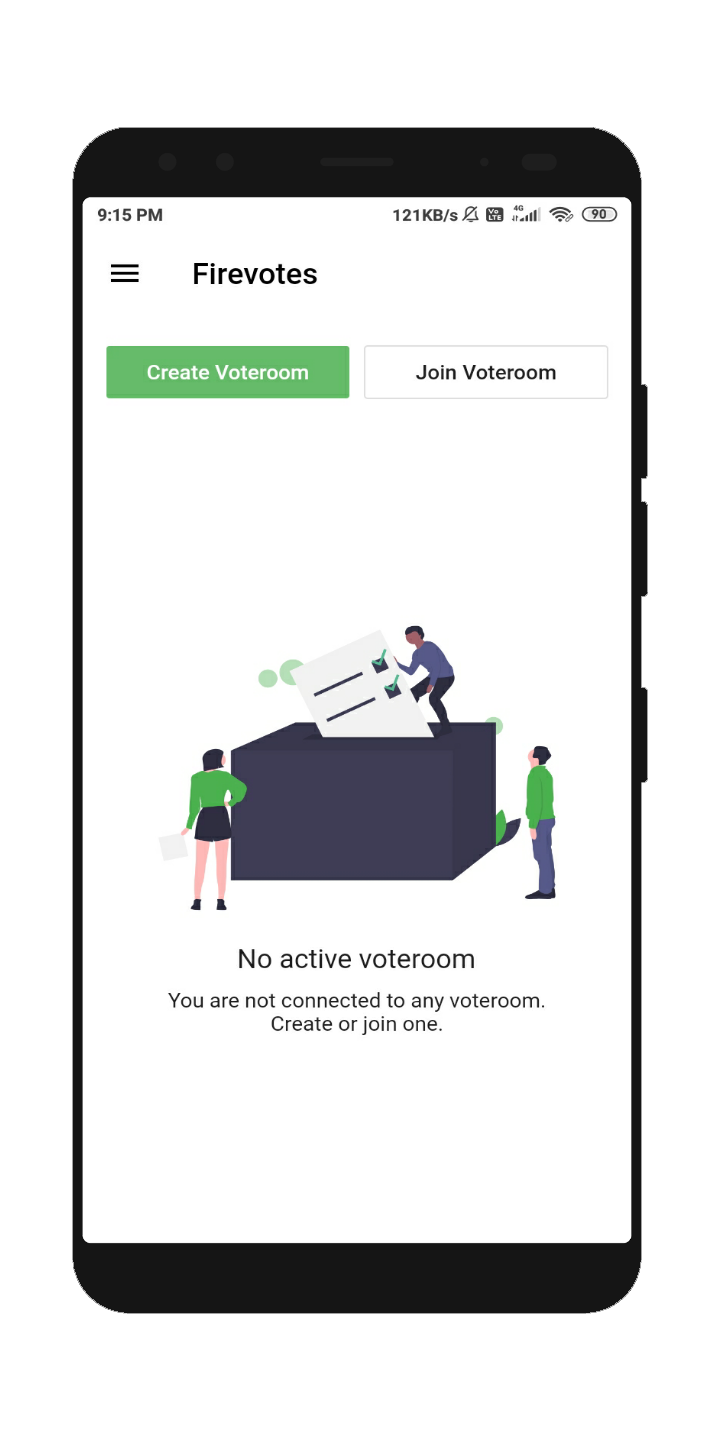 9:15 PM 121KB/s Vo LTE 4G 90
Firevotes
Create Voteroom Join Voteroom
No active voteroom
You are not connected to any voteroom.
Create or join one.